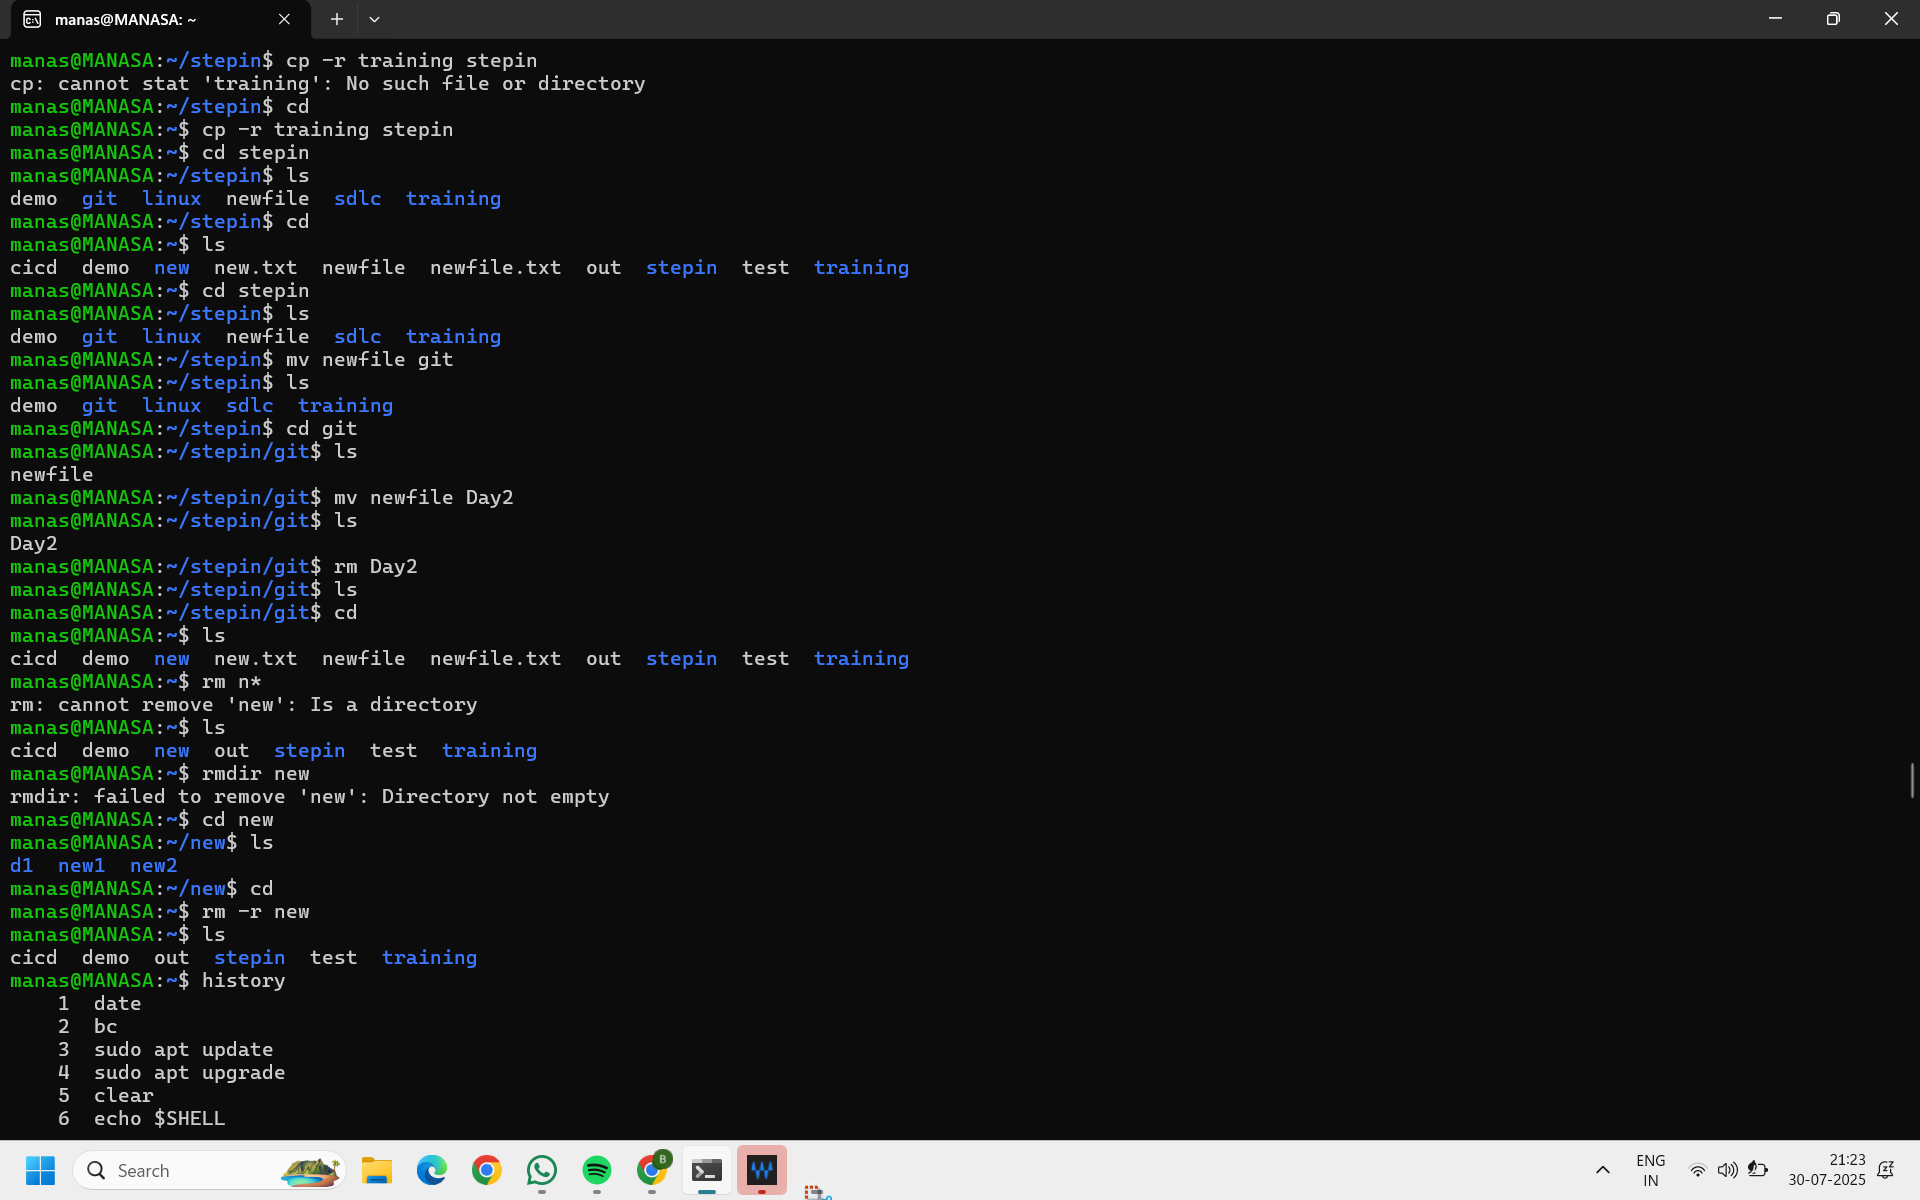 manas@MANASA: ~
manas@MANASA:~/stepin$ cp -r training stepin
cp: cannot stat 'training': No such file or directory
manas@MANASA:~/stepin$ cd
manas@MANASA:~$ cp -r training stepin
manas@MANASA:~$ cd stepin
manas@MANASA:~/stepin$ ls
demo  git  linux  newfile  sdlc  training
manas@MANASA:~/stepin$ cd
manas@MANASA:~$ ls
cicd  demo  new  new.txt  newfile  newfile.txt  out  stepin  test  training
manas@MANASA:~$ cd stepin
manas@MANASA:~/stepin$ ls
demo  git  linux  newfile  sdlc  training
manas@MANASA:~/stepin$ mv newfile git
manas@MANASA:~/stepin$ ls
demo  git  linux  sdlc  training
manas@MANASA:~/stepin$ cd git
manas@MANASA:~/stepin/git$ ls
newfile
manas@MANASA:~/stepin/git$ mv newfile Day2
manas@MANASA:~/stepin/git$ ls
Day2
manas@MANASA:~/stepin/git$ rm Day2
manas@MANASA:~/stepin/git$ ls
manas@MANASA:~/stepin/git$ cd
manas@MANASA:~$ ls
cicd  demo  new  new.txt  newfile  newfile.txt  out  stepin  test  training
manas@MANASA:~$ rm n*
rm: cannot remove 'new': Is a directory
manas@MANASA:~$ ls
cicd  demo  new  out  stepin  test  training
manas@MANASA:~$ rmdir new
rmdir: failed to remove 'new': Directory not empty
manas@MANASA:~$ cd new
manas@MANASA:~/new$ ls
d1  new1  new2
manas@MANASA:~/new$ cd
manas@MANASA:~$ rm -r new
manas@MANASA:~$ ls
cicd  demo  out  stepin  test  training
manas@MANASA:~$ history
    1  date
    2  bc
    3  sudo apt update
    4  sudo apt upgrade
    5  clear
    6  echo $SHELL
Search
B
ENG
IN
21:23
30-07-2025